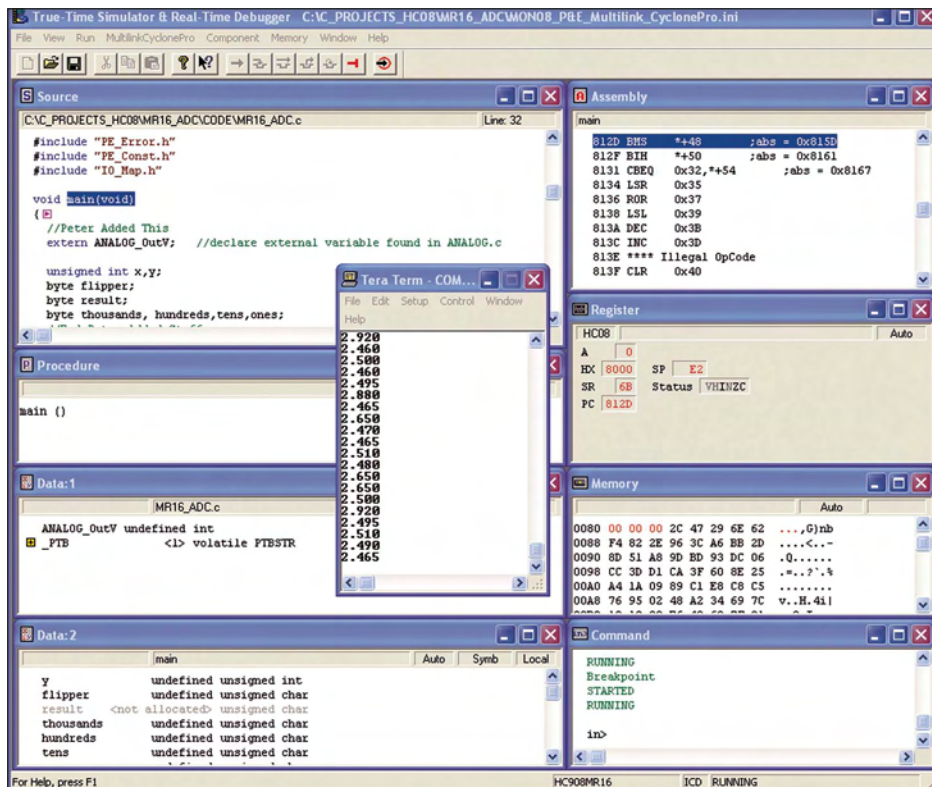 True-Time Simulator & Real-Time Debugger C:\C_PROJECTS_HC08\MR16_ADC\MON08_P&E_Multilink_CyclonePro.ini
File View Run MultilinkCyclonePro Component Memory Window Help
Source
C:\C_PROJECTS_HC08\MR16_ADC\CODE\MR16_ADC.c Line: 32
#include "PE_Error.h"
#include "PE_Const.h"
#include "IO_Map.h"
void main(void)
{
//Peter Added This
extern ANALOG_OutV; //declare external variable found in ANALOG.c
unsigned int x,y;
byte flipper;
byte result;
byte thousands, hundreds,tens,ones;
Assembly
main
812D BMS *+48 ;abs = 0x815D
812F BIH *+50 ;abs = 0x8161
8131 CBEQ 0x32,*+54 ;abs = 0x8167
8134 LSR 0x35
8136 ROR 0x37
8138 LSL 0x39
813A DEC 0x3B
813C INC 0x3D
813E **** Illegal OpCode
813F CLR 0x40
Tera Term - COM...
File Edit Setup Control Window
Help
2.920
2.460
2.500
2.460
2.495
2.880
2.465
2.650
2.470
2.465
2.510
2.480
2.650
2.650
2.500
2.920
2.495
2.510
2.490
2.465
Register
HC08 Auto
A 0
HX 8000 SP E2
SR 6B Status VHINZC
PC 812D
Procedure
main ()
Data:1
MR16_ADC.c
ANALOG_OutV undefined int
_PTB <1> volatile PTBSTR
Memory
Auto
0080 00 00 00 2C 47 29 6E 62 ...,G)nb
0088 F4 82 2E 96 3C A6 BB 2D ....<..-
0090 8D 51 A8 9D BD 93 DC 06 .Q......
0098 CC 3D D1 CA 3F 60 8E 25 .=..?`.%
00A0 A4 1A 09 89 C1 E8 C8 C5 ........
00A8 76 95 02 48 A2 34 69 7C v..H.4i|
Data:2
main Auto Symb Local
y undefined unsigned int
flipper undefined unsigned char
result <not allocated> unsigned char
thousands undefined unsigned char
hundreds undefined unsigned char
tens undefined unsigned char
Command
RUNNING
Breakpoint
STARTED
RUNNING
in>
For Help, press F1 HC908MR16 ICD RUNNING